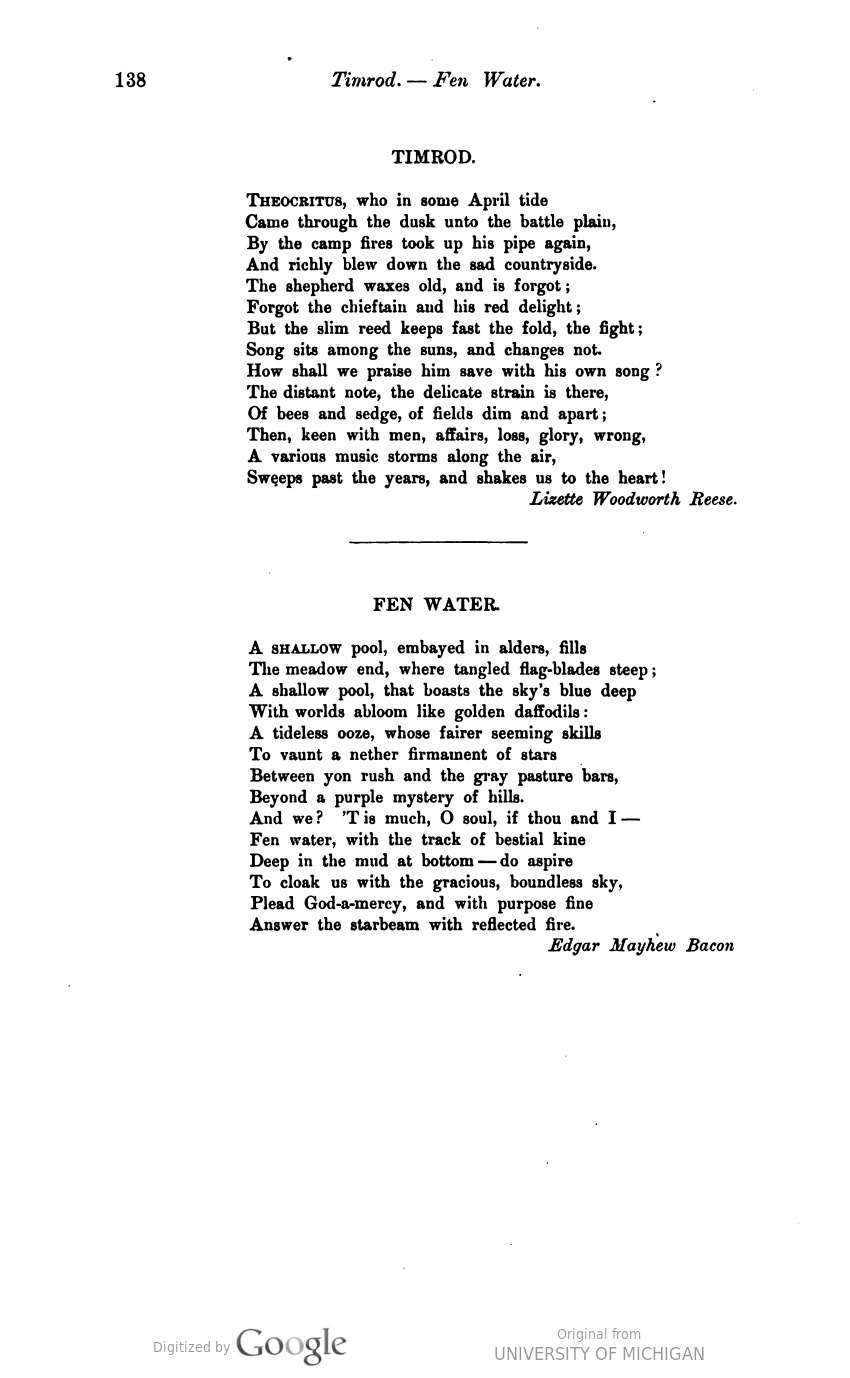 138
Timrod. — Fen Water.
TIMROD.
THEOCRITUS, who in some April tide
Came through the dusk unto the battle plain,
By the camp fires took up his pipe again,
And richly blew down the sad countryside.
The shepherd waxes old, and is forgot;
Forgot the chieftain and his red delight;
But the slim reed keeps fast the fold, the fight;
Song sits among the suns, and changes not.
How shall we praise him save with his own song?
The distant note, the delicate strain is there,
Of bees and sedge, of fields dim and apart;
Then, keen with men, affairs, loss, glory, wrong,
A various music storms along the air,
Sweeps past the years, and shakes us to the heart!
Lizette Woodworth Reese.
FEN WATER.
A SHALLOW pool, embayed in alders, fills
The meadow end, where tangled flag-blades steep;
A shallow pool, that boasts the sky's blue deep
With worlds abloom like golden daffodils:
A tideless ooze, whose fairer seeming skills
To vaunt a nether firmament of stars
Between yon rush and the gray pasture bars,
Beyond a purple mystery of hills.
And we? 'T is much, O soul, if thou and I —
Fen water, with the track of bestial kine
Deep in the mud at bottom — do aspire
To cloak us with the gracious, boundless sky,
Plead God-a-mercy, and with purpose fine
Answer the starbeam with reflected fire.
Edgar Mayhew Bacon
Digitized by Google
Original from
UNIVERSITY OF MICHIGAN